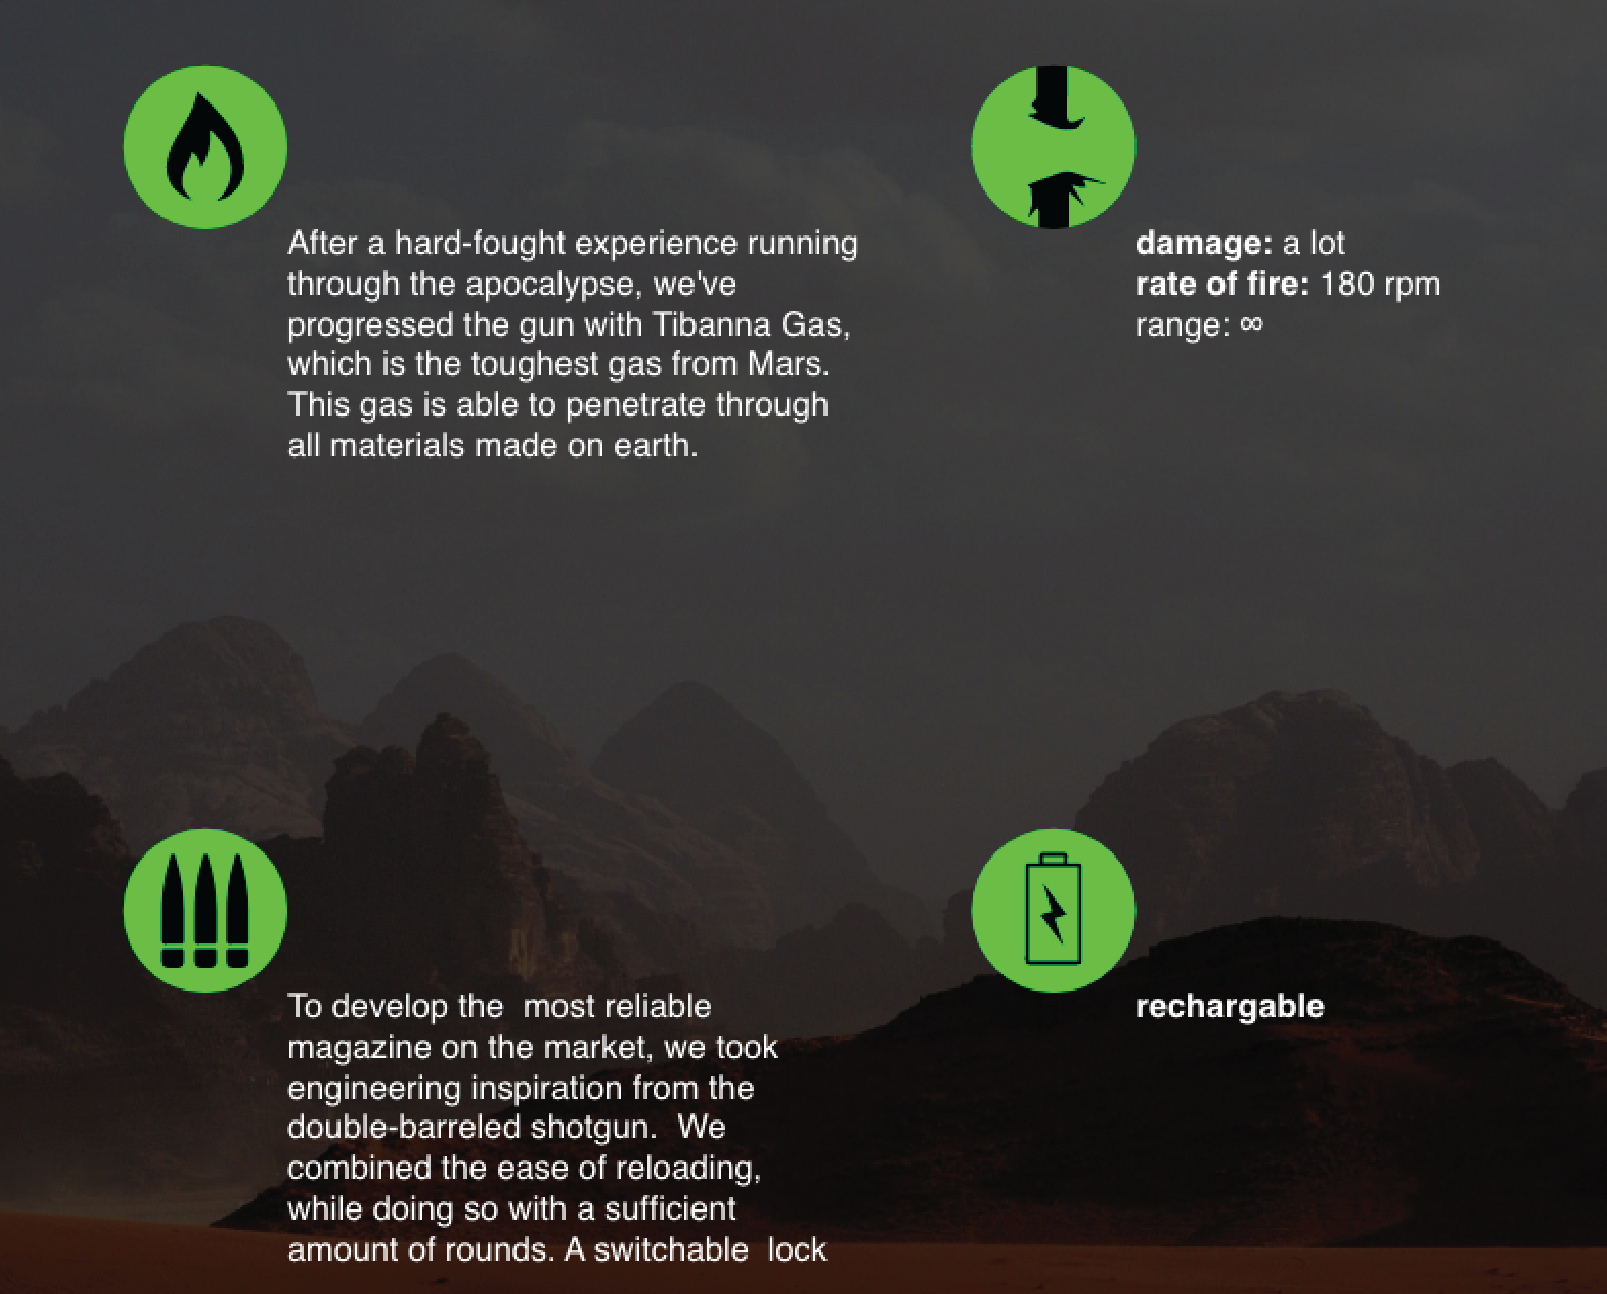 After a hard-fought experience running
through the apocalypse, we've
progressed the gun with Tibanna Gas,
which is the toughest gas from Mars.
This gas is able to penetrate through
all materials made on earth.
damage: a lot
rate of fire: 180 rpm
range: ∞
To develop the  most reliable
magazine on the market, we took
engineering inspiration from the
double-barreled shotgun.  We
combined the ease of reloading,
while doing so with a sufficient
amount of rounds. A switchable  lock
rechargable